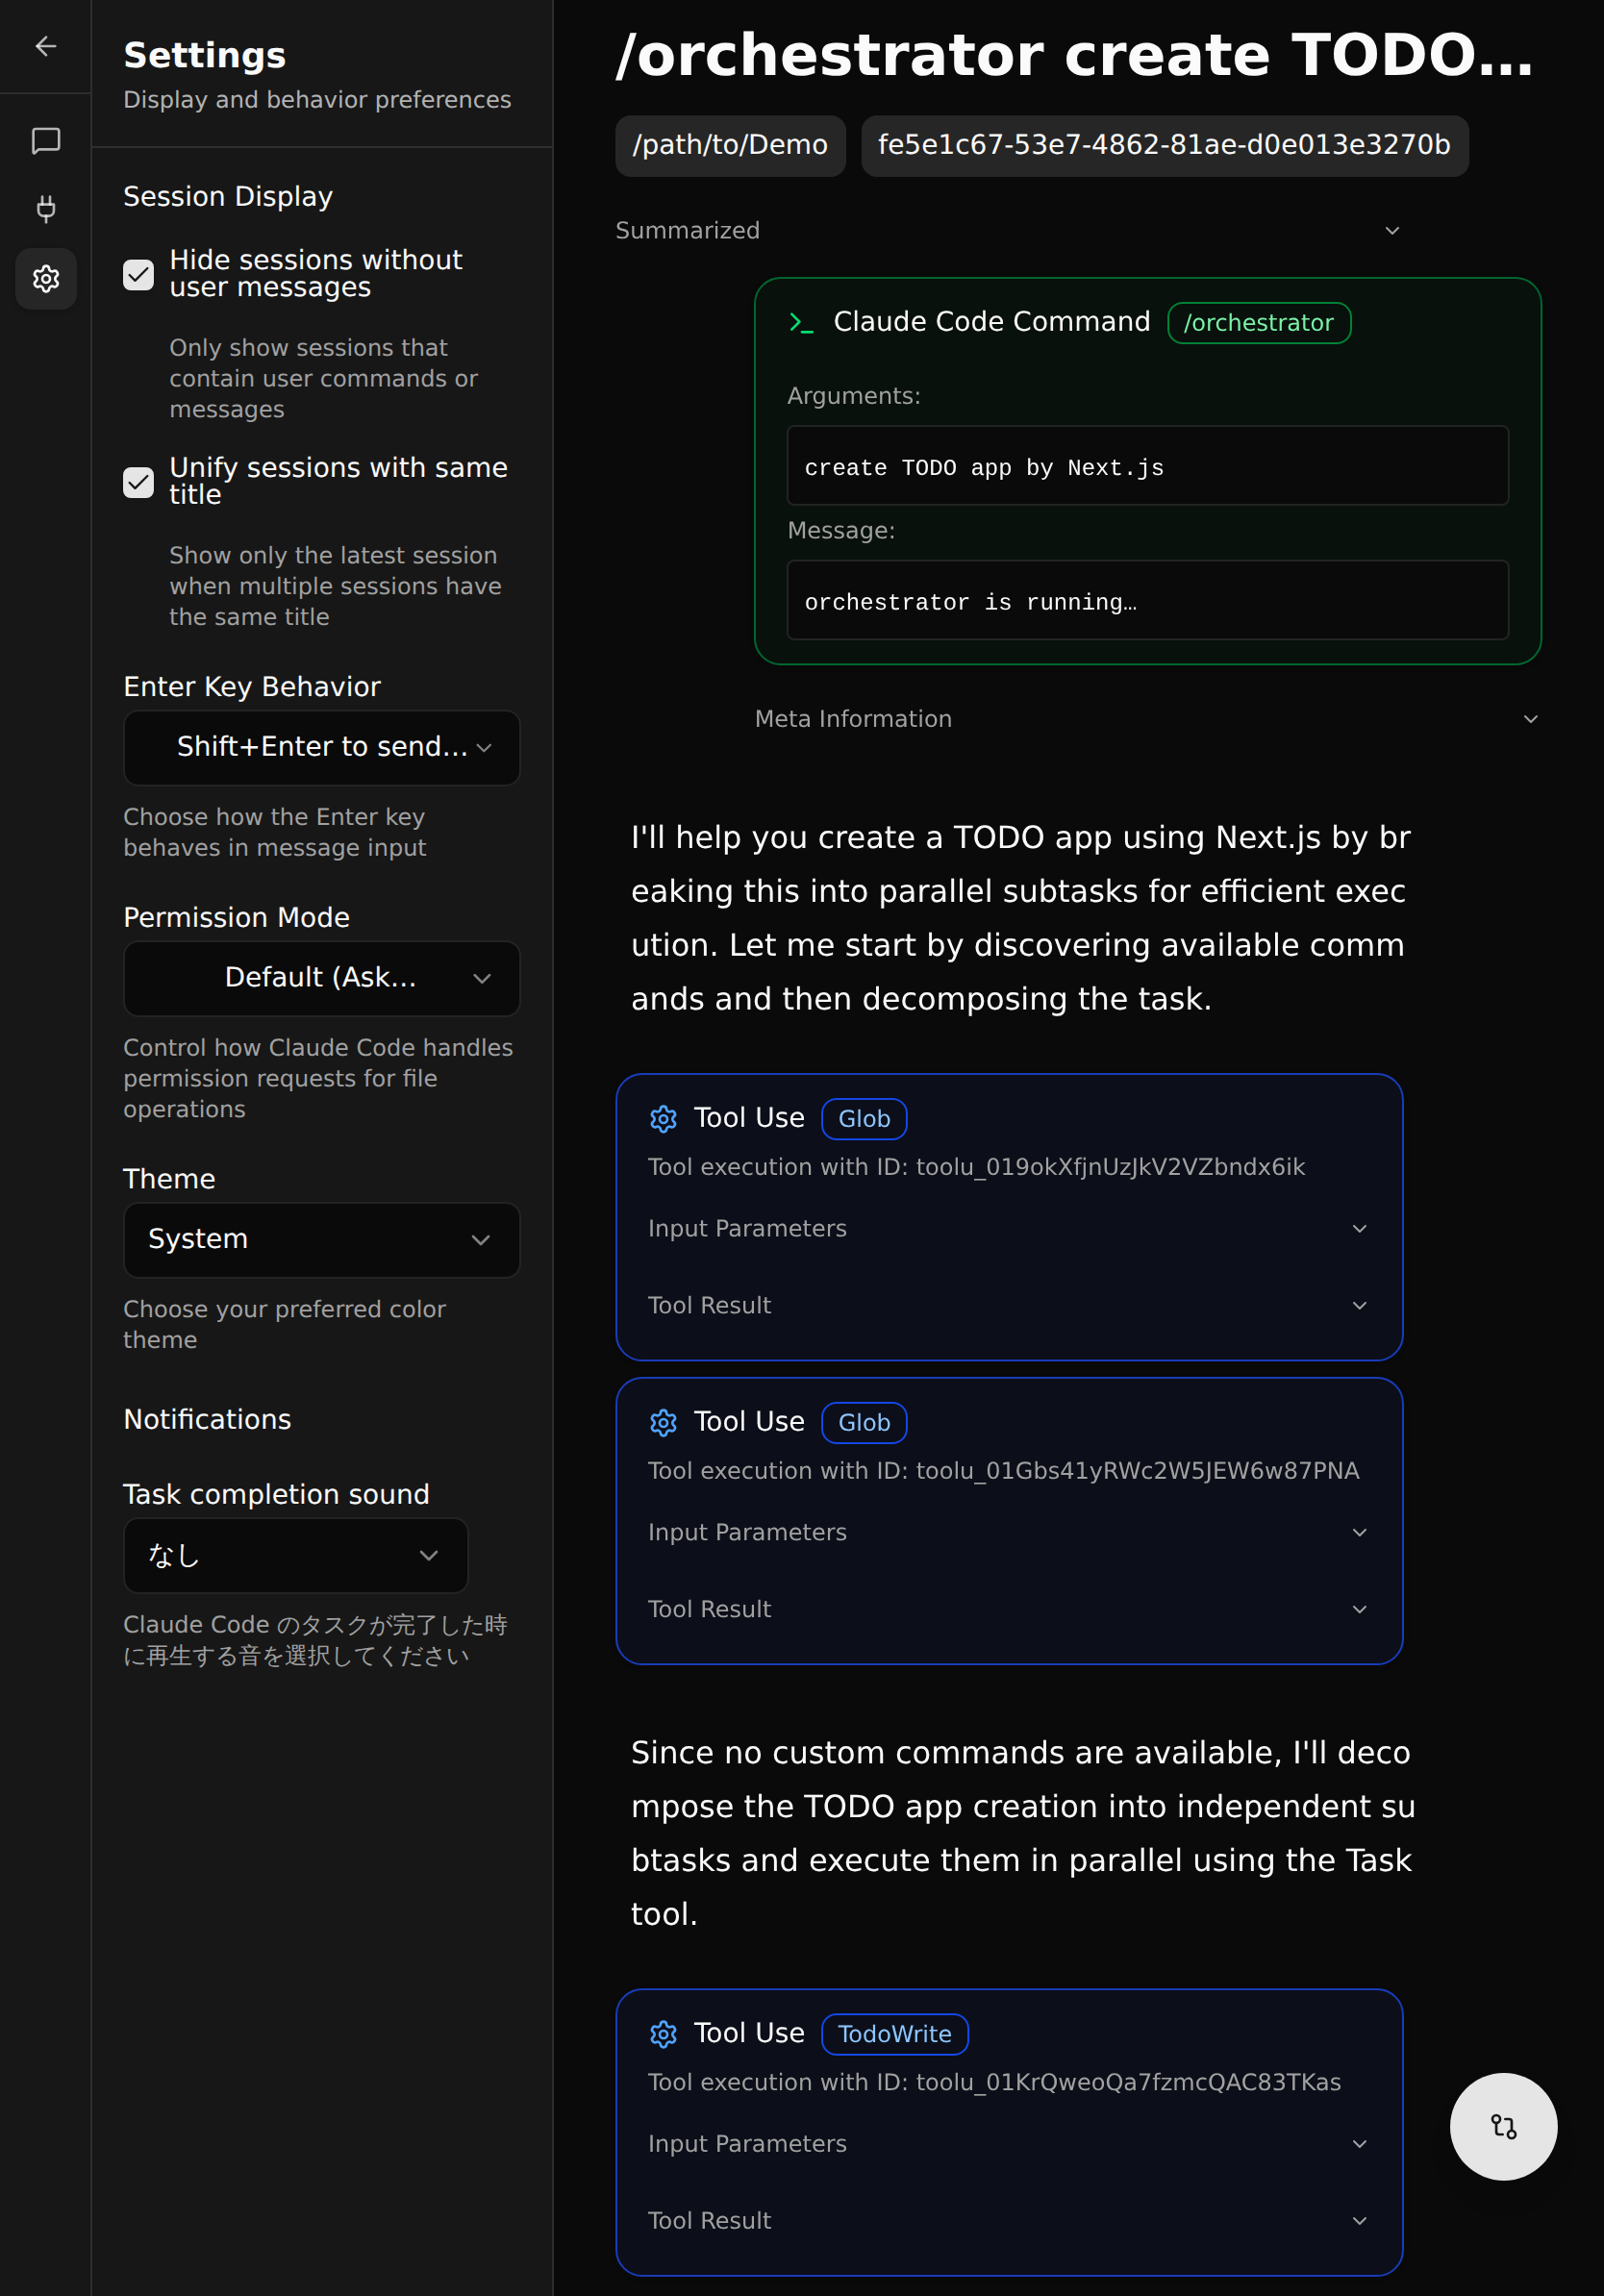 Settings
Display and behavior preferences
Session Display
Hide sessions without
user messages
Only show sessions that
contain user commands or
messages
Unify sessions with same
title
Show only the latest session
when multiple sessions have
the same title
Enter Key Behavior
Shift+Enter to send…
Choose how the Enter key
behaves in message input
Permission Mode
Default (Ask…
Control how Claude Code handles
permission requests for file
operations
Theme
System
Choose your preferred color
theme
Notifications
Task completion sound
なし
Claude Code のタスクが完了した時
に再生する音を選択してください
/orchestrator create TODO…
/path/to/Demo
fe5e1c67-53e7-4862-81ae-d0e013e3270b
Summarized
Claude Code Command /orchestrator
Arguments:
create TODO app by Next.js
Message:
orchestrator is running…
Meta Information
I'll help you create a TODO app using Next.js by br
eaking this into parallel subtasks for efficient exec
ution. Let me start by discovering available comm
ands and then decomposing the task.
Tool Use Glob
Tool execution with ID: toolu_019okXfjnUzJkV2VZbndx6ik
Input Parameters
Tool Result
Tool Use Glob
Tool execution with ID: toolu_01Gbs41yRWc2W5JEW6w87PNA
Input Parameters
Tool Result
Since no custom commands are available, I'll deco
mpose the TODO app creation into independent su
btasks and execute them in parallel using the Task
tool.
Tool Use TodoWrite
Tool execution with ID: toolu_01KrQweoQa7fzmcQAC83TKas
Input Parameters
Tool Result